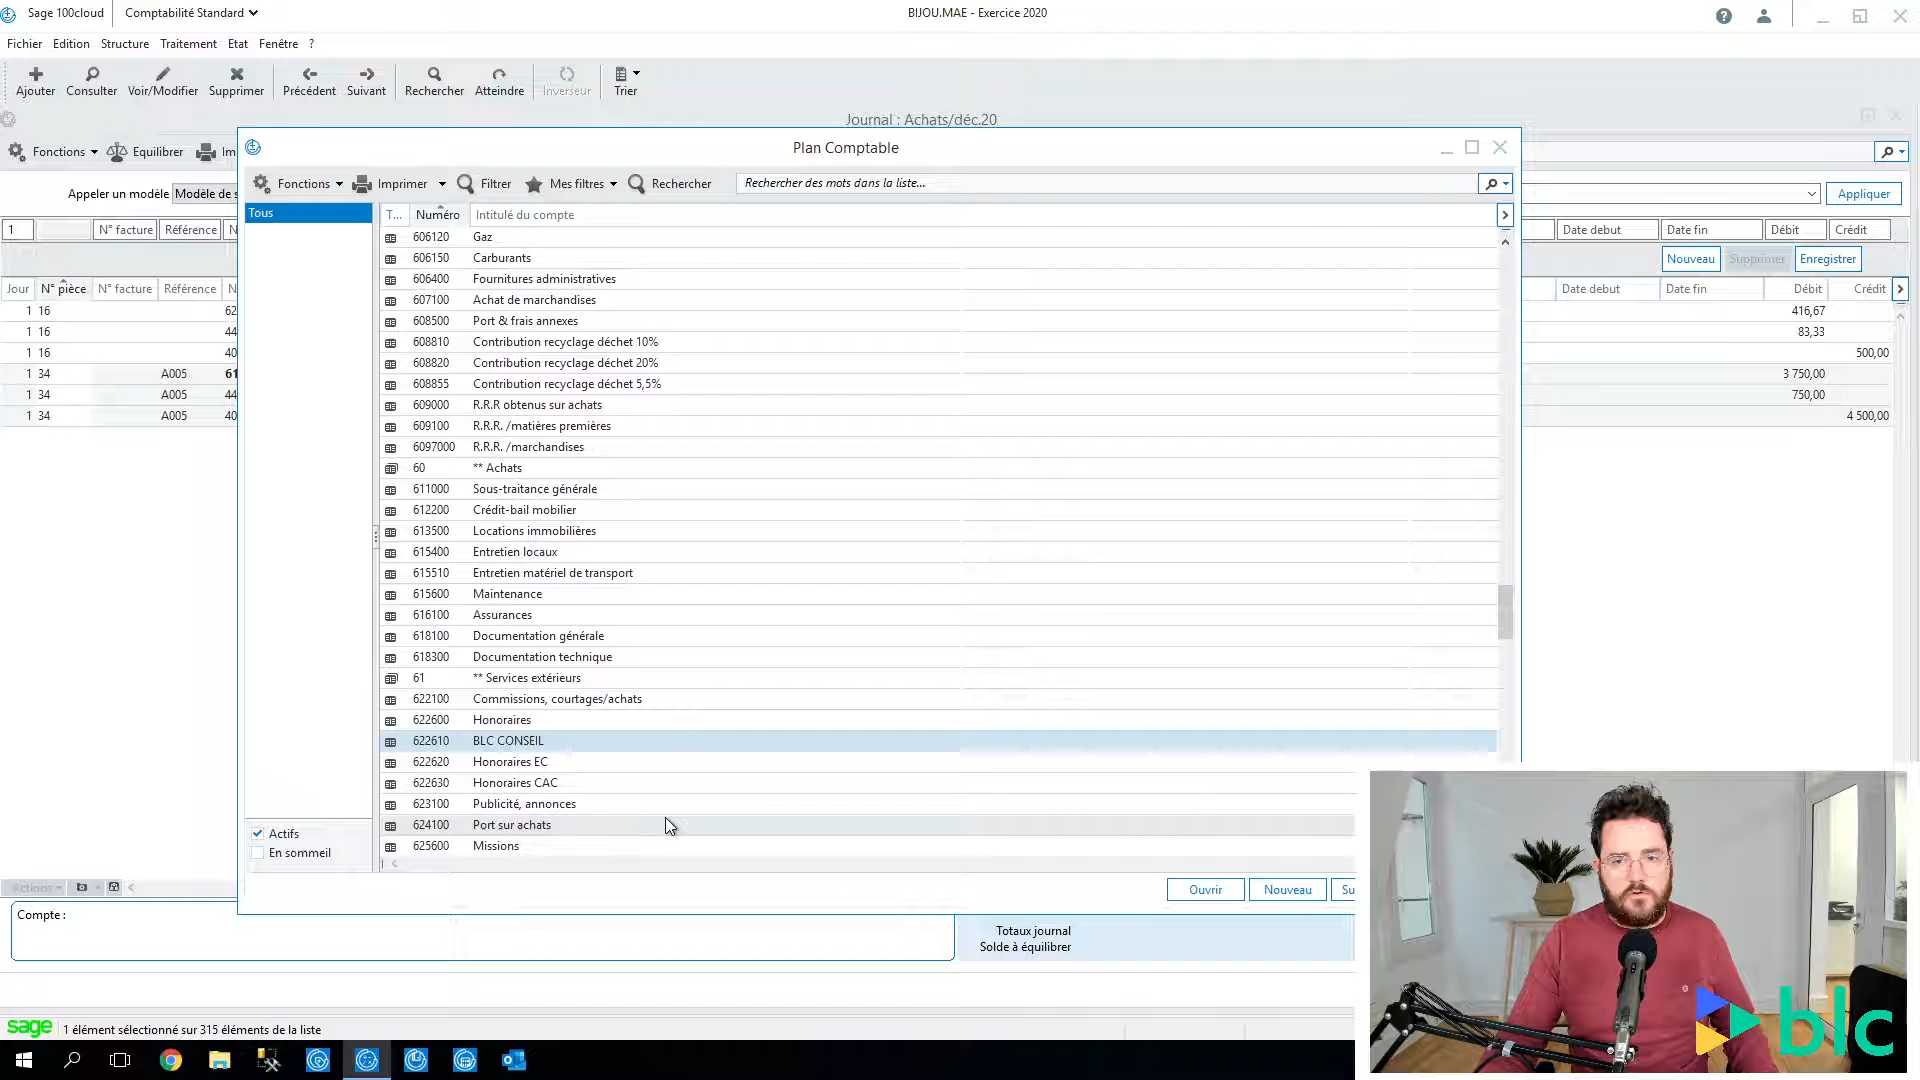 Sage 100cloud
Comptabilité Standard
BIJOU.MAE - Exercice 2020
Fichier Edition Structure Traitement Etat Fenêtre ?
Ajouter Consulter Voir/Modifier Supprimer Précédent Suivant Rechercher Atteindre Inverseur Trier
Journal : Achats/déc.20
Fonctions Equilibrer Im
Appeler un modèle Modèle de s
Appliquer
1 N° facture Référence N Date debut Date fin Débit Crédit
Nouveau Supprimer Enregistrer
Jour N° pièce N° facture Référence N Date debut Date fin Débit Crédit
1 16 62 416,67
1 16 44 83,33
1 16 40 500,00
1 34 A005 61 3 750,00
1 34 A005 44 750,00
1 34 A005 40 4 500,00
Plan Comptable
Fonctions Imprimer Filtrer Mes filtres Rechercher Rechercher des mots dans la liste...
Tous
T... Numéro Intitulé du compte
606120 Gaz
606150 Carburants
606400 Fournitures administratives
607100 Achat de marchandises
608500 Port & frais annexes
608810 Contribution recyclage déchet 10%
608820 Contribution recyclage déchet 20%
608855 Contribution recyclage déchet 5,5%
609000 R.R.R obtenus sur achats
609100 R.R.R. /matières premières
6097000 R.R.R. /marchandises
60 ** Achats
611000 Sous-traitance générale
612200 Crédit-bail mobilier
613500 Locations immobilières
615400 Entretien locaux
615510 Entretien matériel de transport
615600 Maintenance
616100 Assurances
618100 Documentation générale
618300 Documentation technique
61 ** Services extérieurs
622100 Commissions, courtages/achats
622600 Honoraires
622610 BLC CONSEIL
622620 Honoraires EC
622630 Honoraires CAC
623100 Publicité, annonces
624100 Port sur achats
625600 Missions
Actifs
En sommeil
Ouvrir Nouveau Su
Actions
Compte :
Totaux journal
Solde à équilibrer
sage 1 élément sélectionné sur 315 éléments de la liste
blc